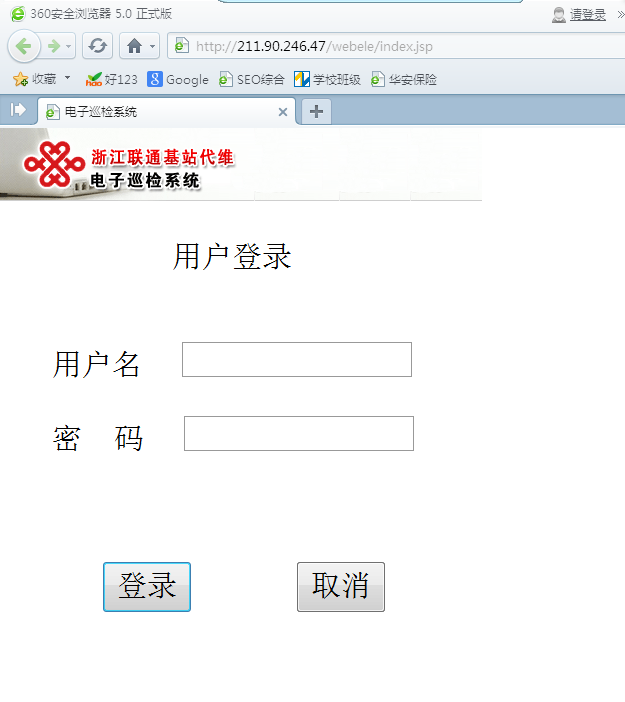 360安全浏览器 5.0 正式版
请登录
http://211.90.246.47/webele/index.jsp
收藏 好123 Google SEO综合 学校班级 华安保险
电子巡检系统
浙江联通基站代维
电子巡检系统
用户登录
用户名
密 码
登录 取消